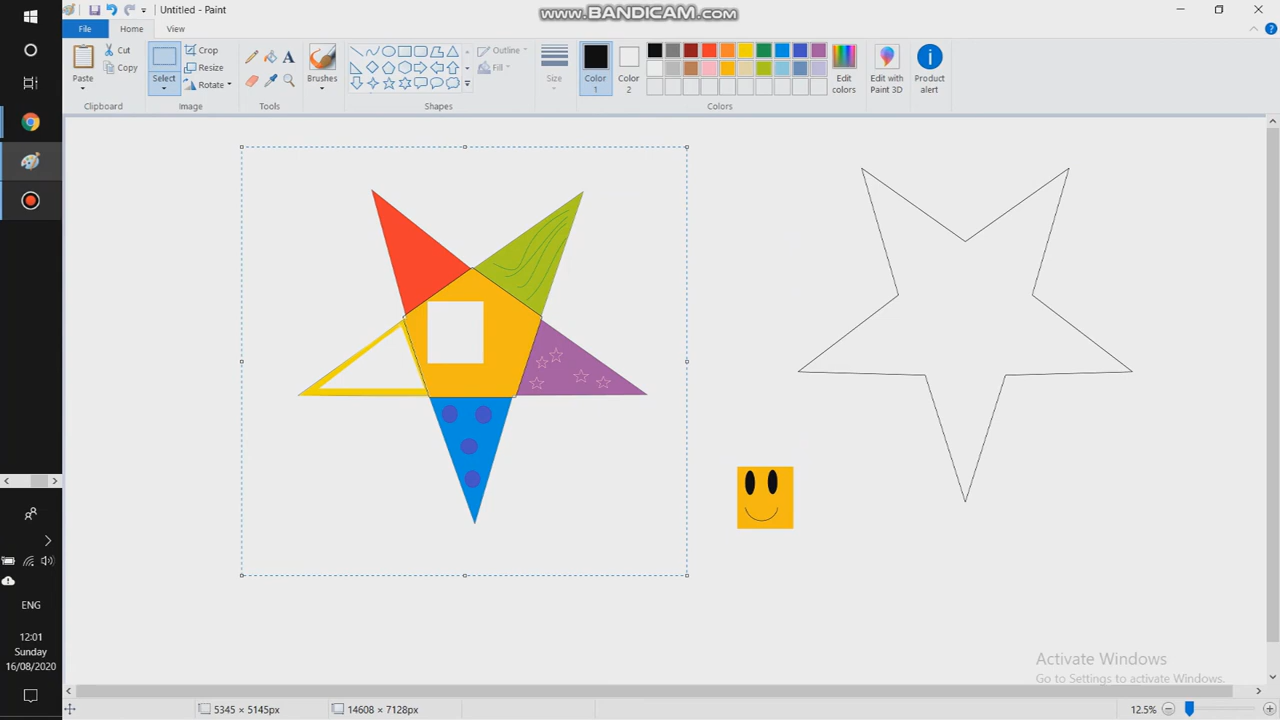 Untitled - Paint
www.BANDICAM.com
File
Home
View
Paste
Cut
Copy
Clipboard
Select
Crop
Resize
Rotate
Image
Tools
Brushes
Shapes
Outline
Fill
Size
Color
1
Color
2
Colors
Edit
colors
Edit with
Paint 3D
Product
alert
ENG
12:01
Sunday
16/08/2020
Activate Windows
Go to Settings to activate Windows.
5345 × 5145px
14608 × 7128px
12.5%